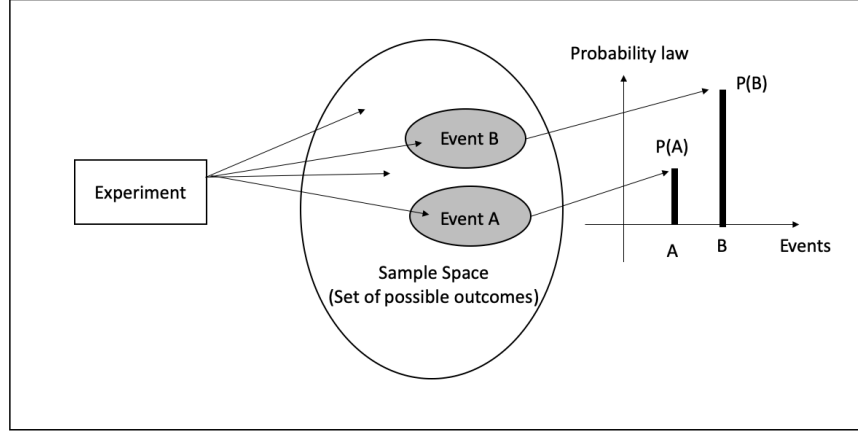 Probability law
P(B)
Event B
P(A)
Experiment
Event A
A
B
Events
Sample Space
(Set of possible outcomes)